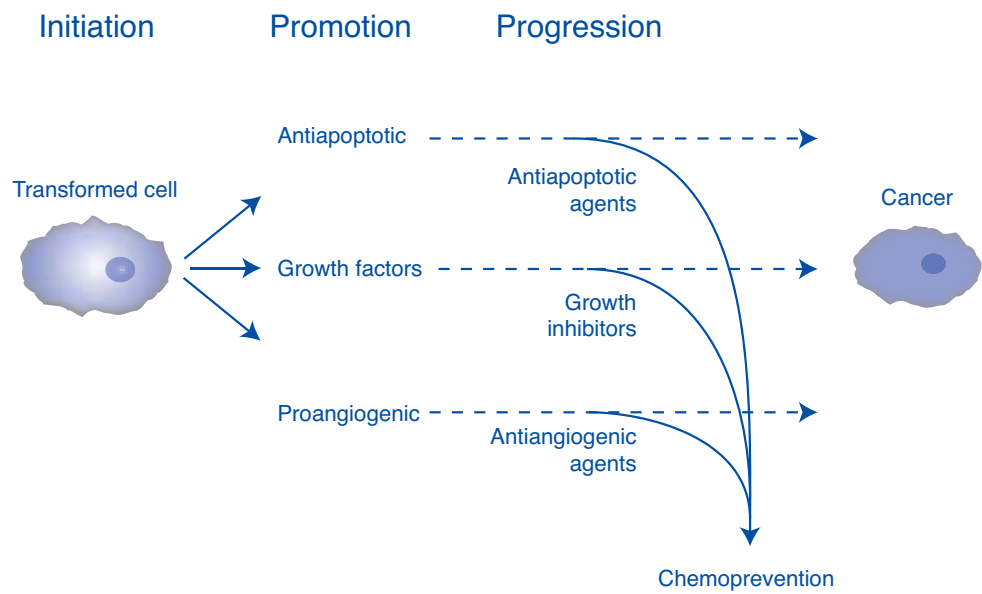 Initiation
Promotion
Progression
Antiapoptotic
Antiapoptotic
agents
Transformed cell
Cancer
Growth factors
Growth
inhibitors
Proangiogenic
Antiangiogenic
agents
Chemoprevention